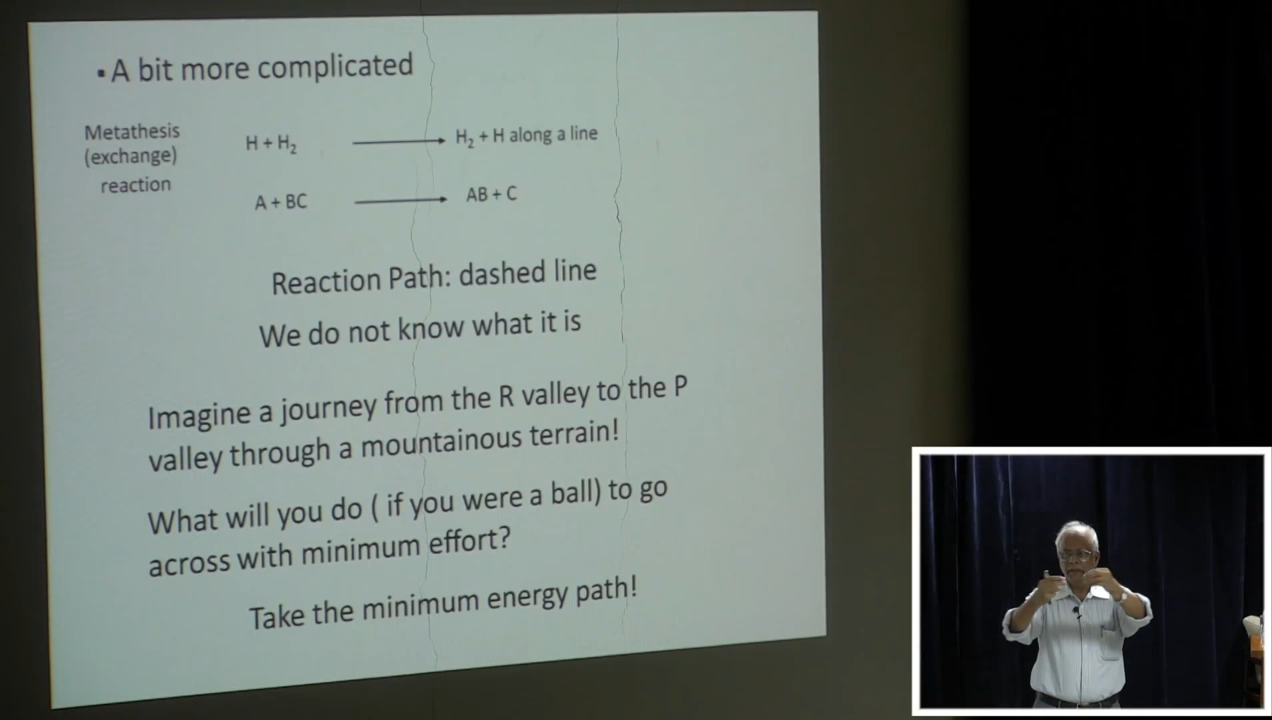 ▪ A bit more complicated
Metathesis
(exchange)
reaction
H + H₂ ⟶ H₂ + H along a line
A + BC ⟶ AB + C
Reaction Path: dashed line
We do not know what it is
Imagine a journey from the R valley to the P
valley through a mountainous terrain!
What will you do ( if you were a ball) to go
across with minimum effort?
Take the minimum energy path!